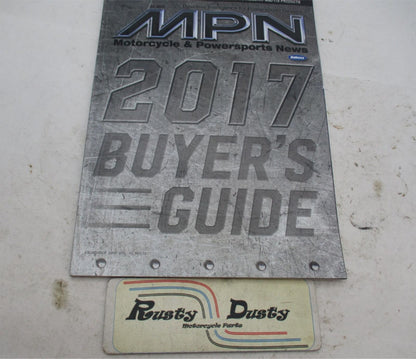 MPN
Motorcycle & Powersports News
2017
BUYER'S
GUIDE
Rusty Dusty
Motorcycle Parts